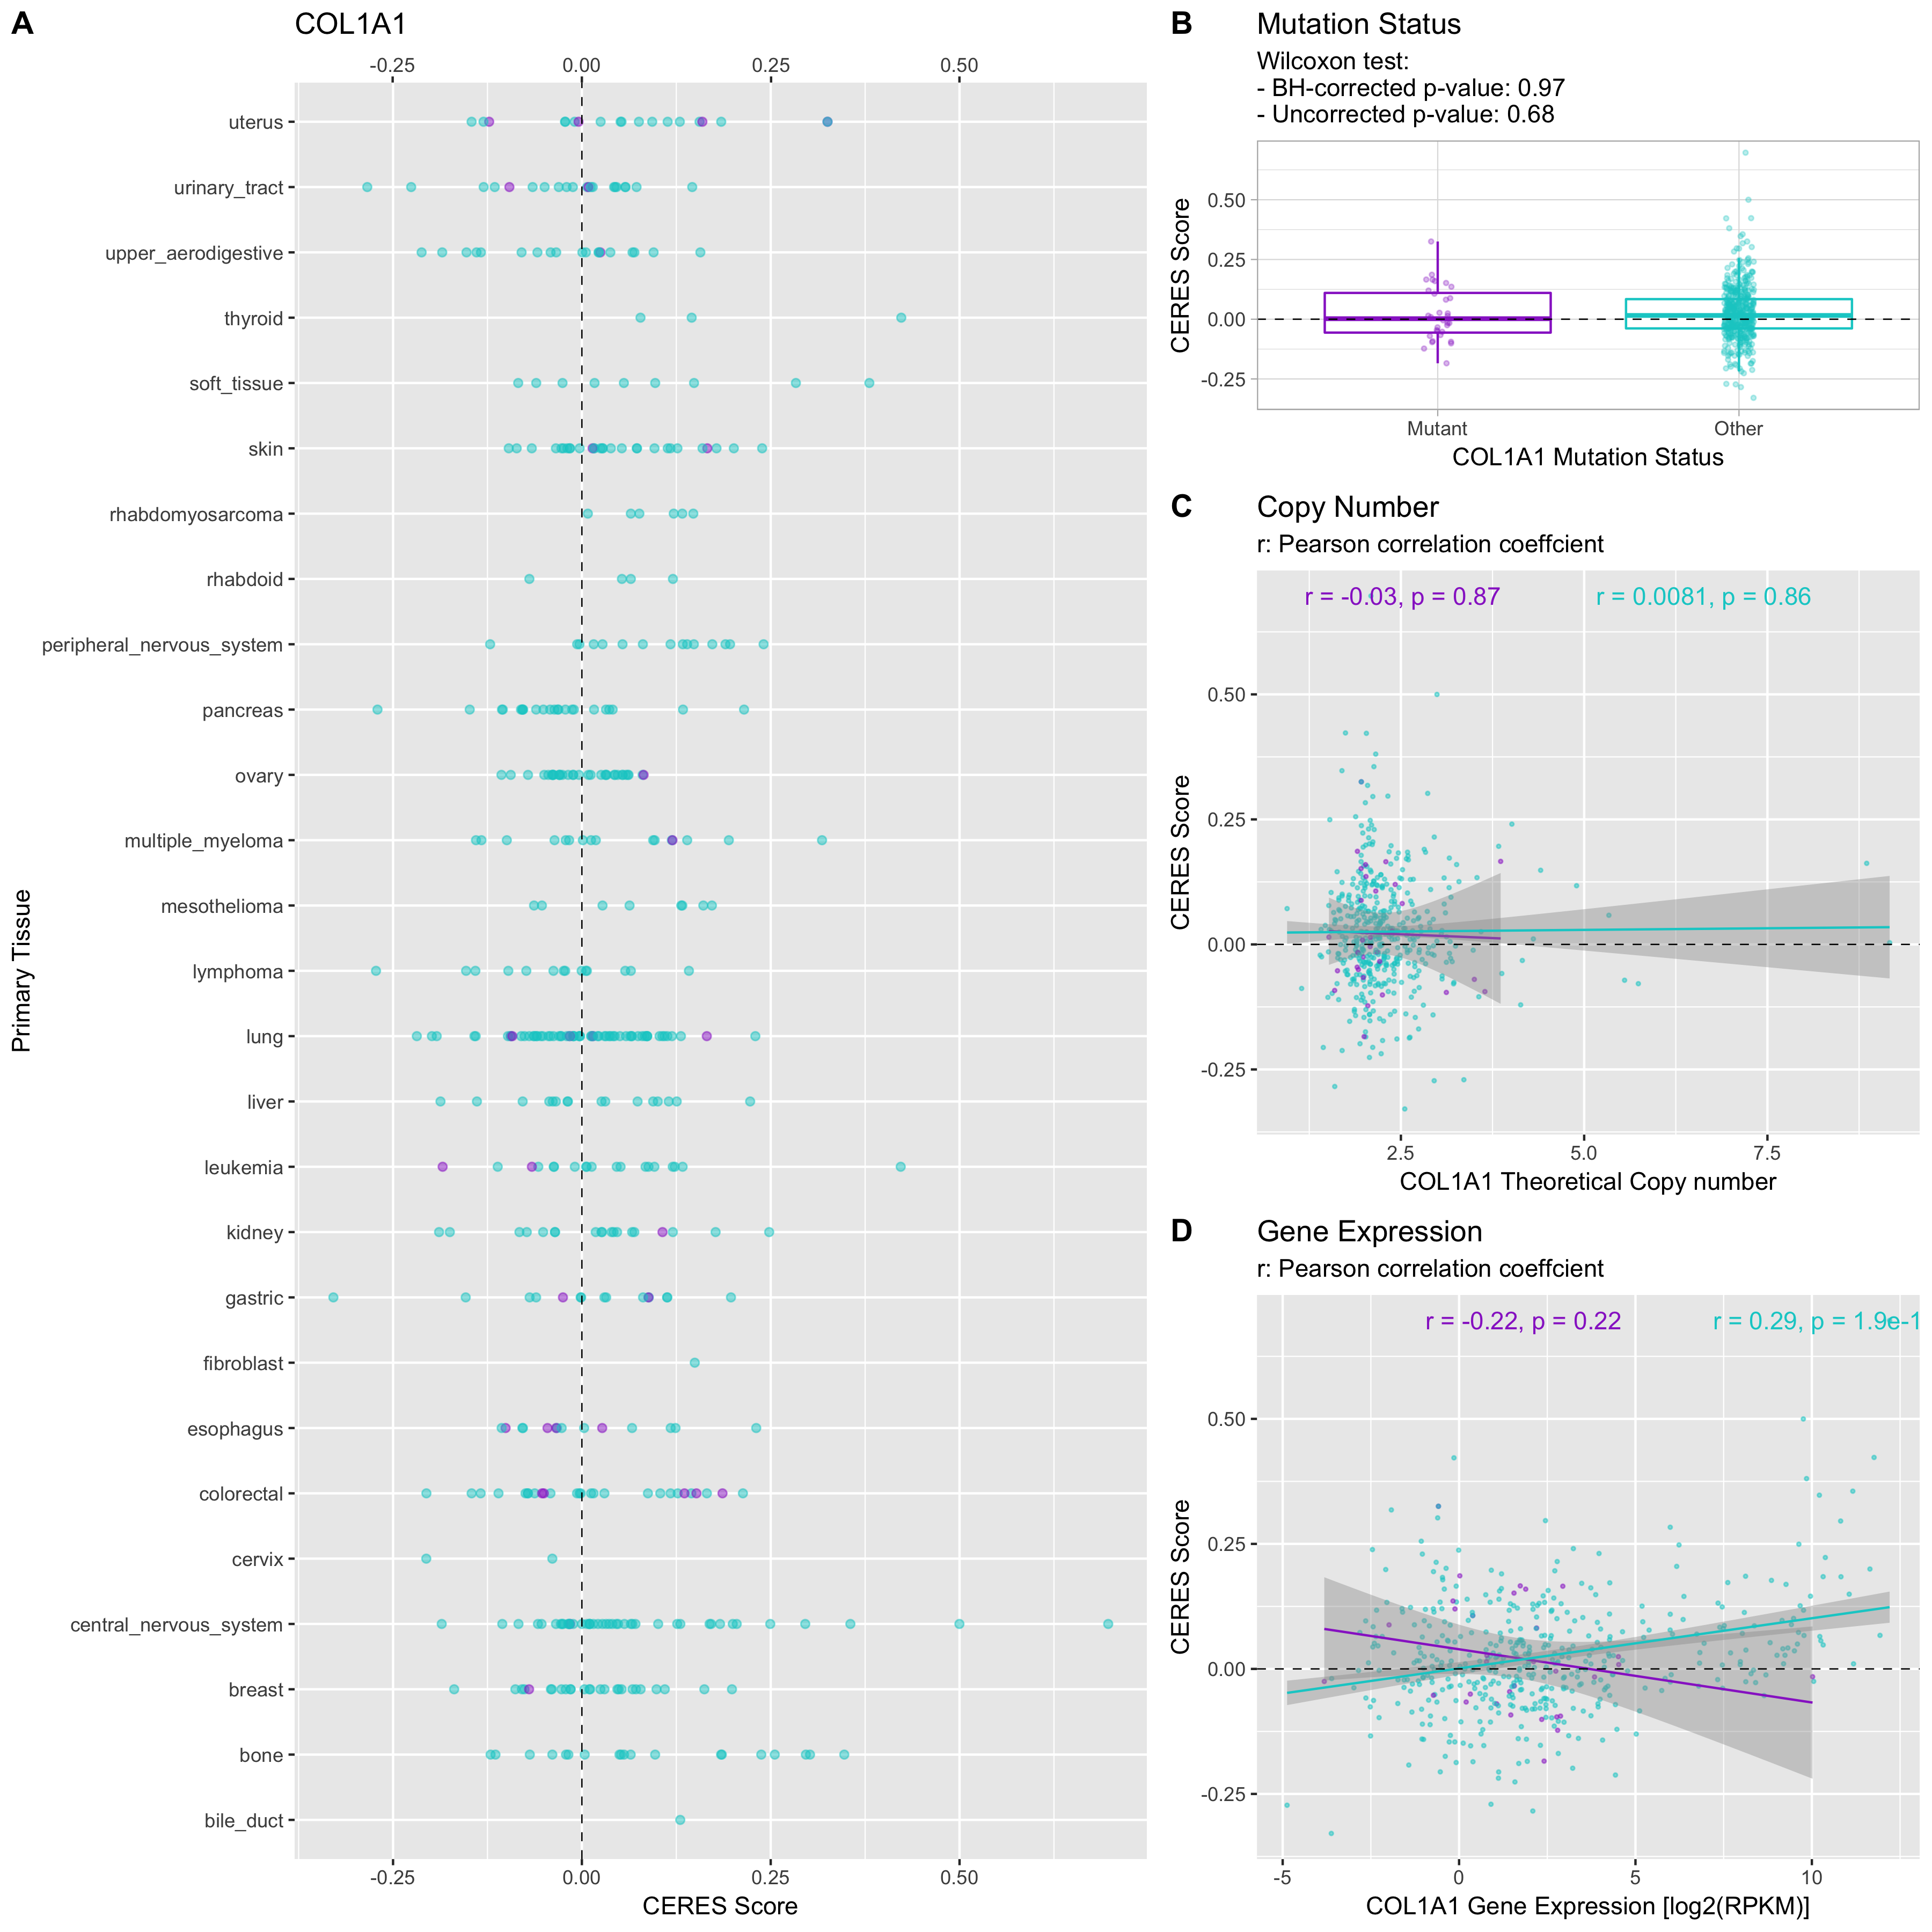 A
COL1A1
-0.25 0.00 0.25 0.50
uterus
urinary_tract
upper_aerodigestive
thyroid
soft_tissue
skin
rhabdomyosarcoma
rhabdoid
peripheral_nervous_system
pancreas
ovary
multiple_myeloma
mesothelioma
lymphoma
lung
liver
leukemia
kidney
gastric
fibroblast
esophagus
colorectal
cervix
central_nervous_system
breast
bone
bile_duct
Primary Tissue
-0.25 0.00 0.25 0.50
CERES Score
B
Mutation Status
Wilcoxon test:
- BH-corrected p-value: 0.97
- Uncorrected p-value: 0.68
CERES Score
0.50
0.25
0.00
-0.25
Mutant Other
COL1A1 Mutation Status
C
Copy Number
r: Pearson correlation coeffcient
r = -0.03, p = 0.87 r = 0.0081, p = 0.86
CERES Score
0.50
0.25
0.00
-0.25
2.5 5.0 7.5
COL1A1 Theoretical Copy number
D
Gene Expression
r: Pearson correlation coeffcient
r = -0.22, p = 0.22 r = 0.29, p = 1.9e-1
CERES Score
0.50
0.25
0.00
-0.25
-5 0 5 10
COL1A1 Gene Expression [log2(RPKM)]